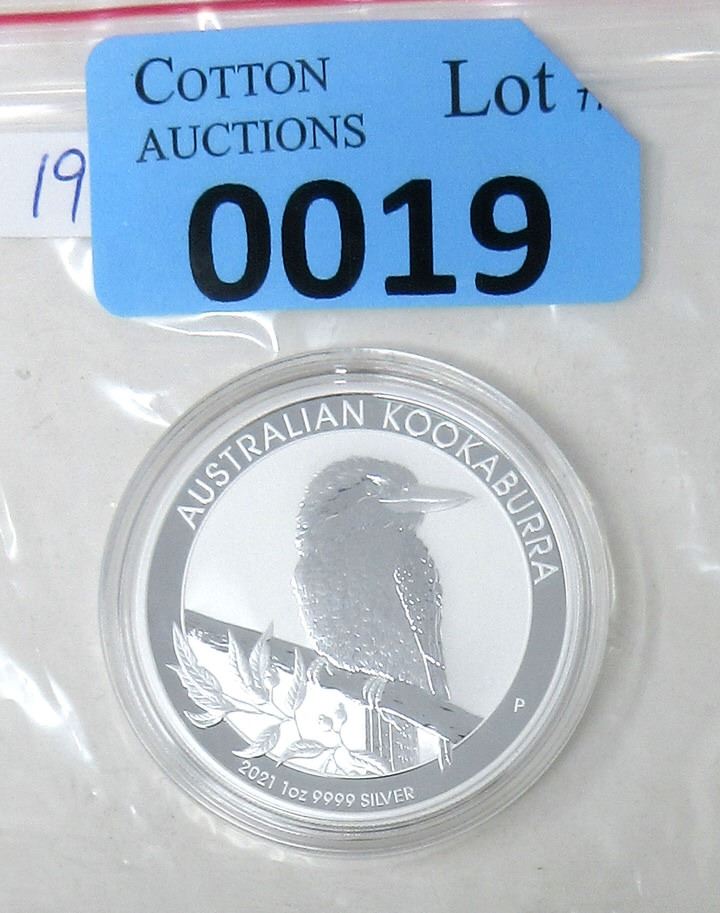 COTTON
AUCTIONS
Lot
0019
19
AUSTRALIAN KOOKABURRA
P
2021 1oz 9999 SILVER